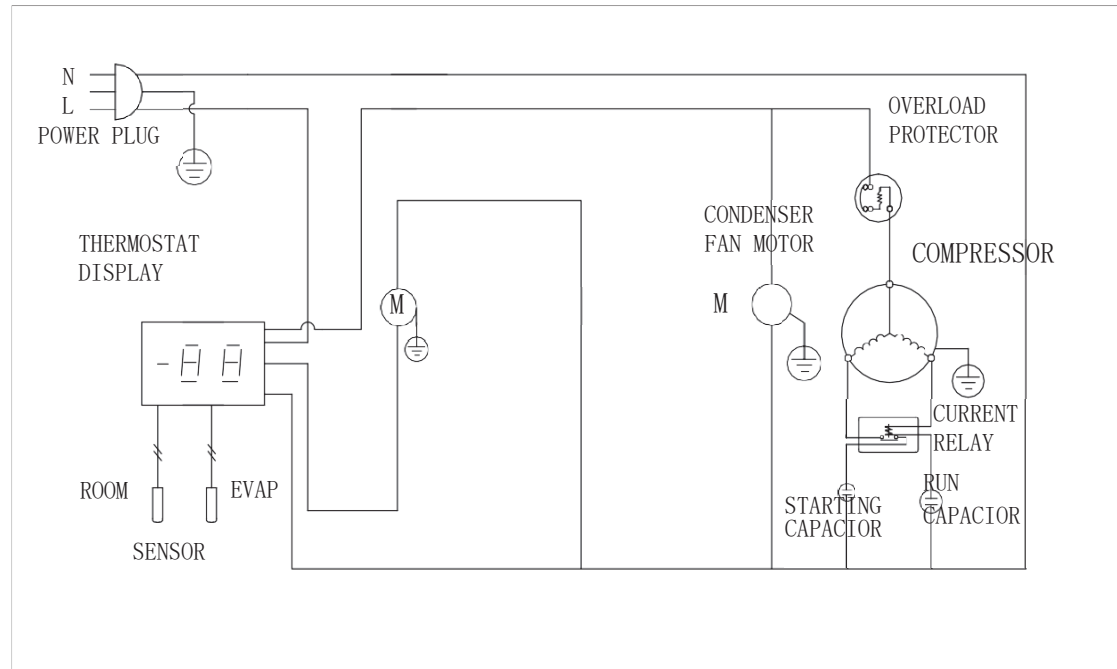 N
L
POWER PLUG
OVERLOAD
PROTECTOR
CONDENSER
FAN MOTOR
THERMOSTAT
DISPLAY
COMPRESSOR
M
M
-88
CURRENT
RELAY
ROOM
EVAP
SENSOR
STARTING
CAPACIOR
RUN
CAPACIOR